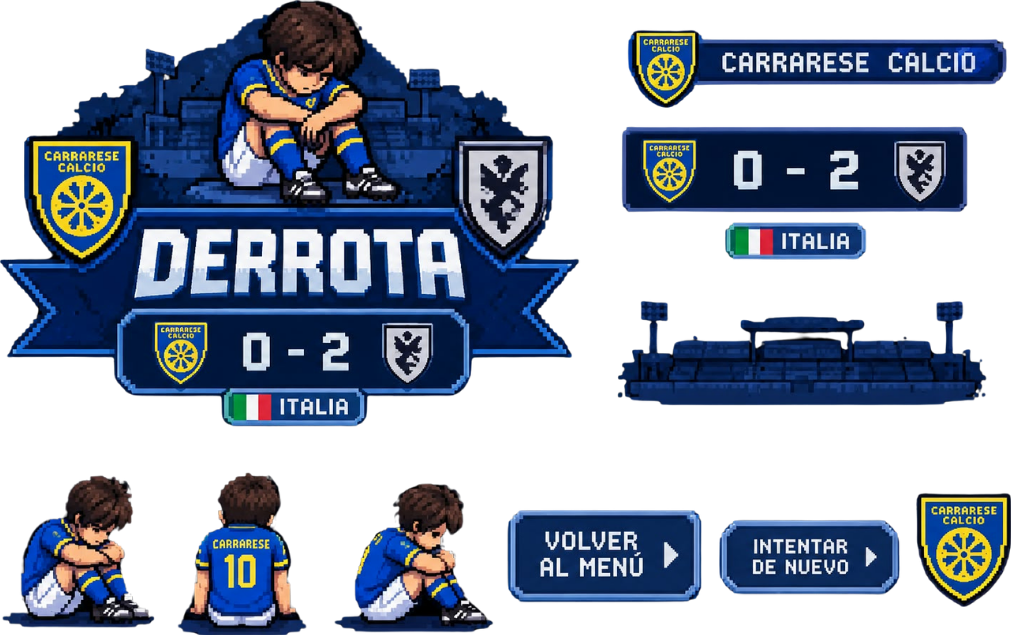 CARRARESE
CALCIO
DERROTA
CARRARESE
CALCIO
0 - 2
ITALIA
CARRARESE
CALCIO
CARRARESE CALCIO
CARRARESE
CALCIO
0 - 2
ITALIA
CARRARESE
10
VOLVER
AL MENÚ
INTENTAR
DE NUEVO
CARRARESE
CALCIO